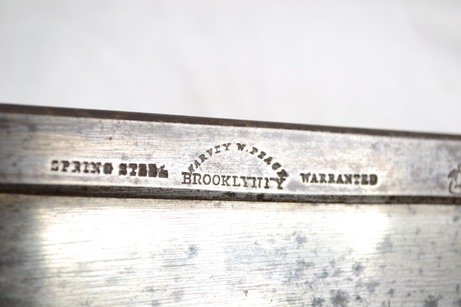 HARVEY W. PEACE
SPRING STEEL BROOKLYN.N.Y. WARRANTED